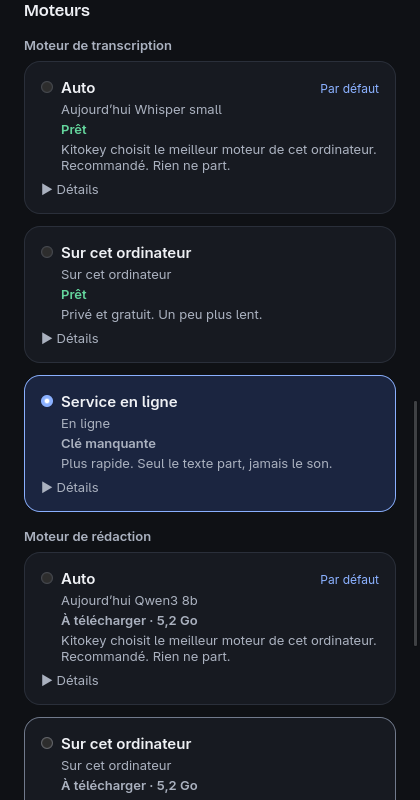 Moteurs
Moteur de transcription
Auto
Par défaut
Aujourd’hui Whisper small
Prêt
Kitokey choisit le meilleur moteur de cet ordinateur.
Recommandé. Rien ne part.
▶ Détails
Sur cet ordinateur
Sur cet ordinateur
Prêt
Privé et gratuit. Un peu plus lent.
▶ Détails
Service en ligne
En ligne
Clé manquante
Plus rapide. Seul le texte part, jamais le son.
▶ Détails
Moteur de rédaction
Auto
Par défaut
Aujourd’hui Qwen3 8b
À télécharger · 5,2 Go
Kitokey choisit le meilleur moteur de cet ordinateur.
Recommandé. Rien ne part.
▶ Détails
Sur cet ordinateur
Sur cet ordinateur
À télécharger · 5,2 Go